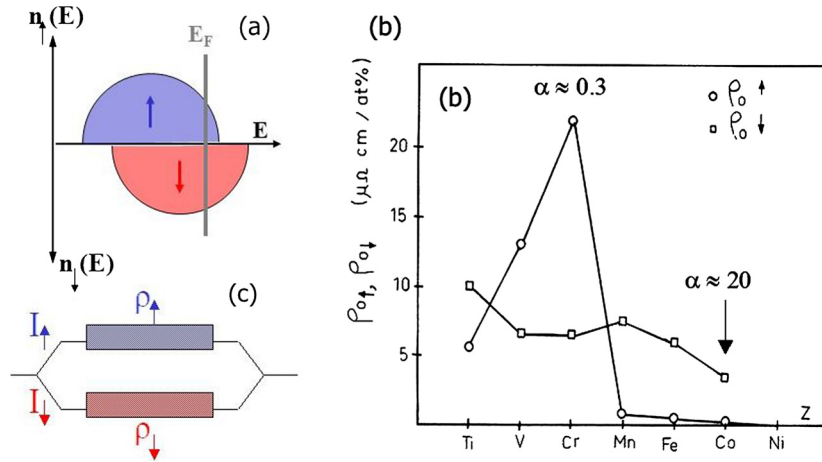 n↑(E)
(a)
E_F
↑
E
↓
n↓(E)
(c)
ρ↑
I↑
I↓
ρ↓
(b)
(b)
α ≈ 0.3
ρ₀ ↑
ρ₀ ↓
20
15
10
5
ρ₀↑, ρ₀↓ (μΩ cm / at%)
α ≈ 20
Z
Ti V Cr Mn Fe Co Ni